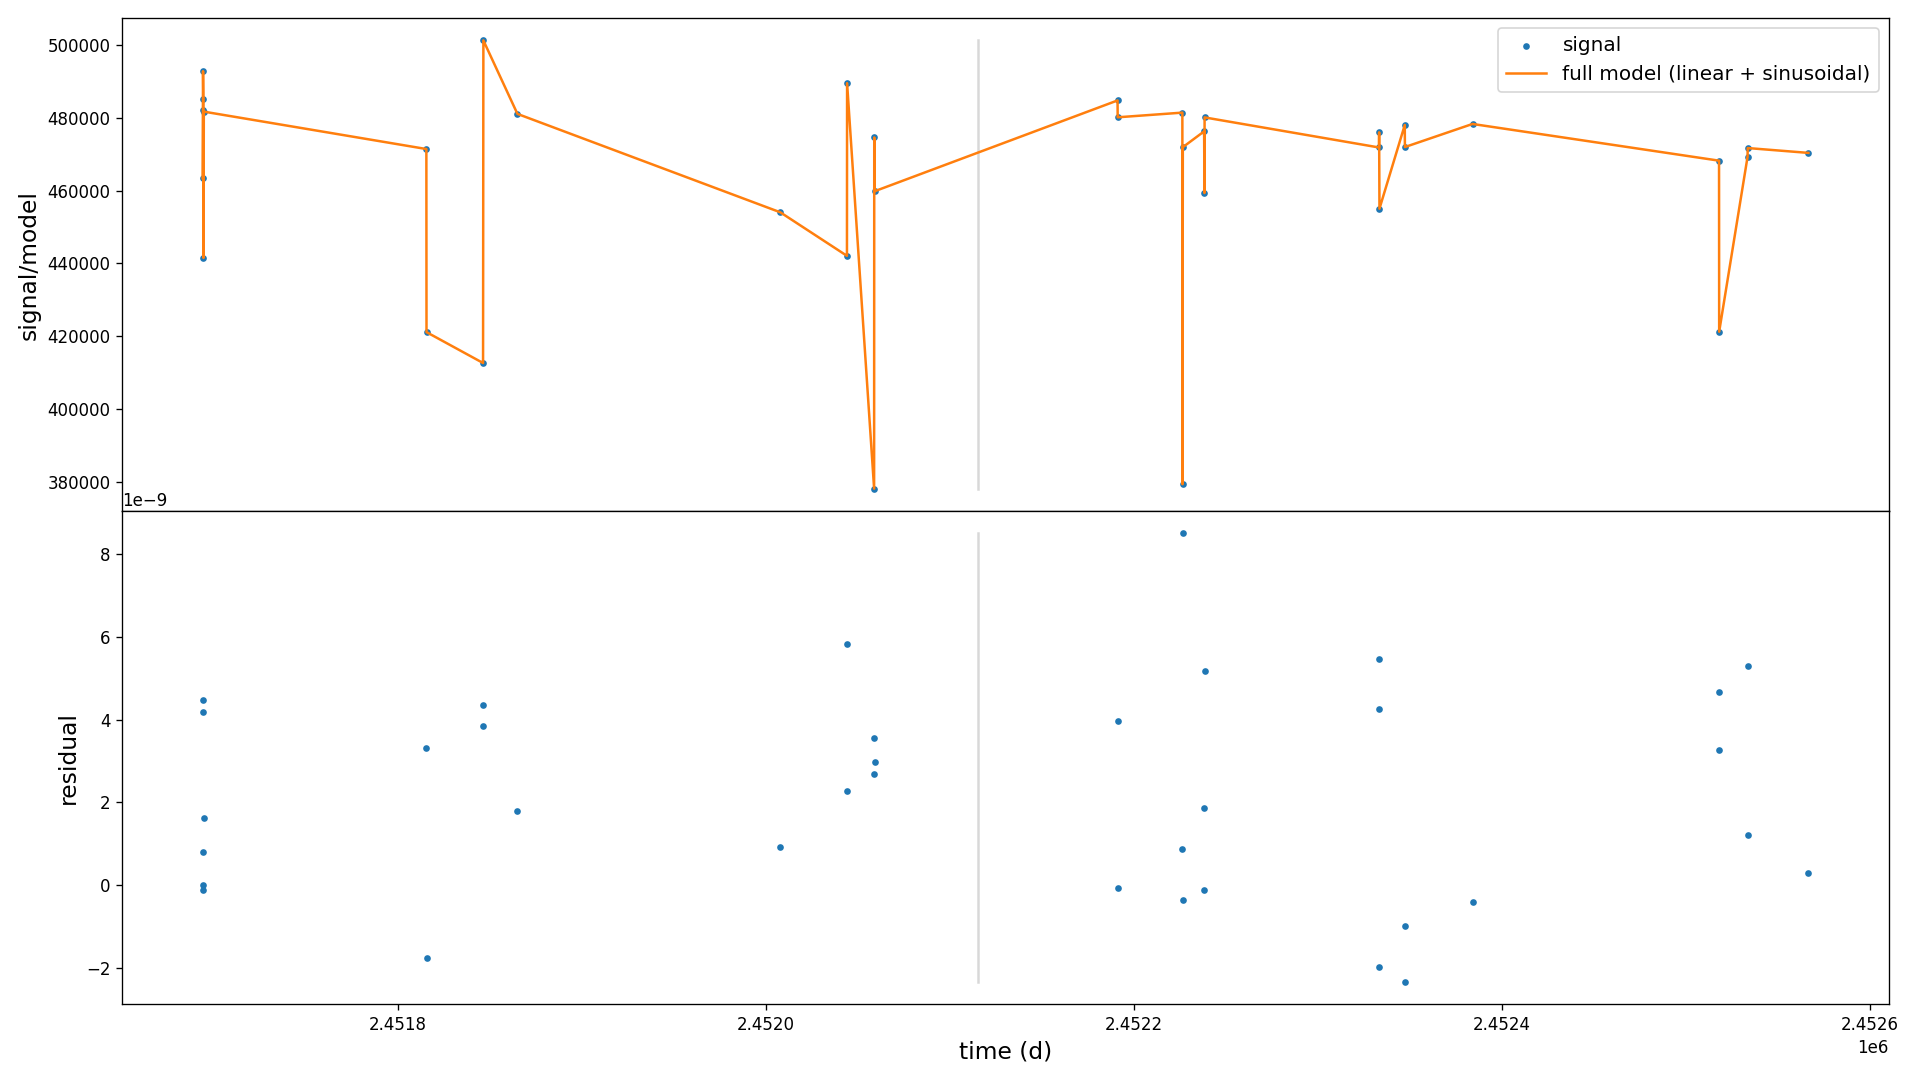 signal
full model (linear + sinusoidal)
500000
480000
460000
440000
420000
400000
380000
signal/model
1e−9
8
6
4
2
0
−2
residual
2.4518
2.4520
2.4522
2.4524
2.4526
1e6
time (d)